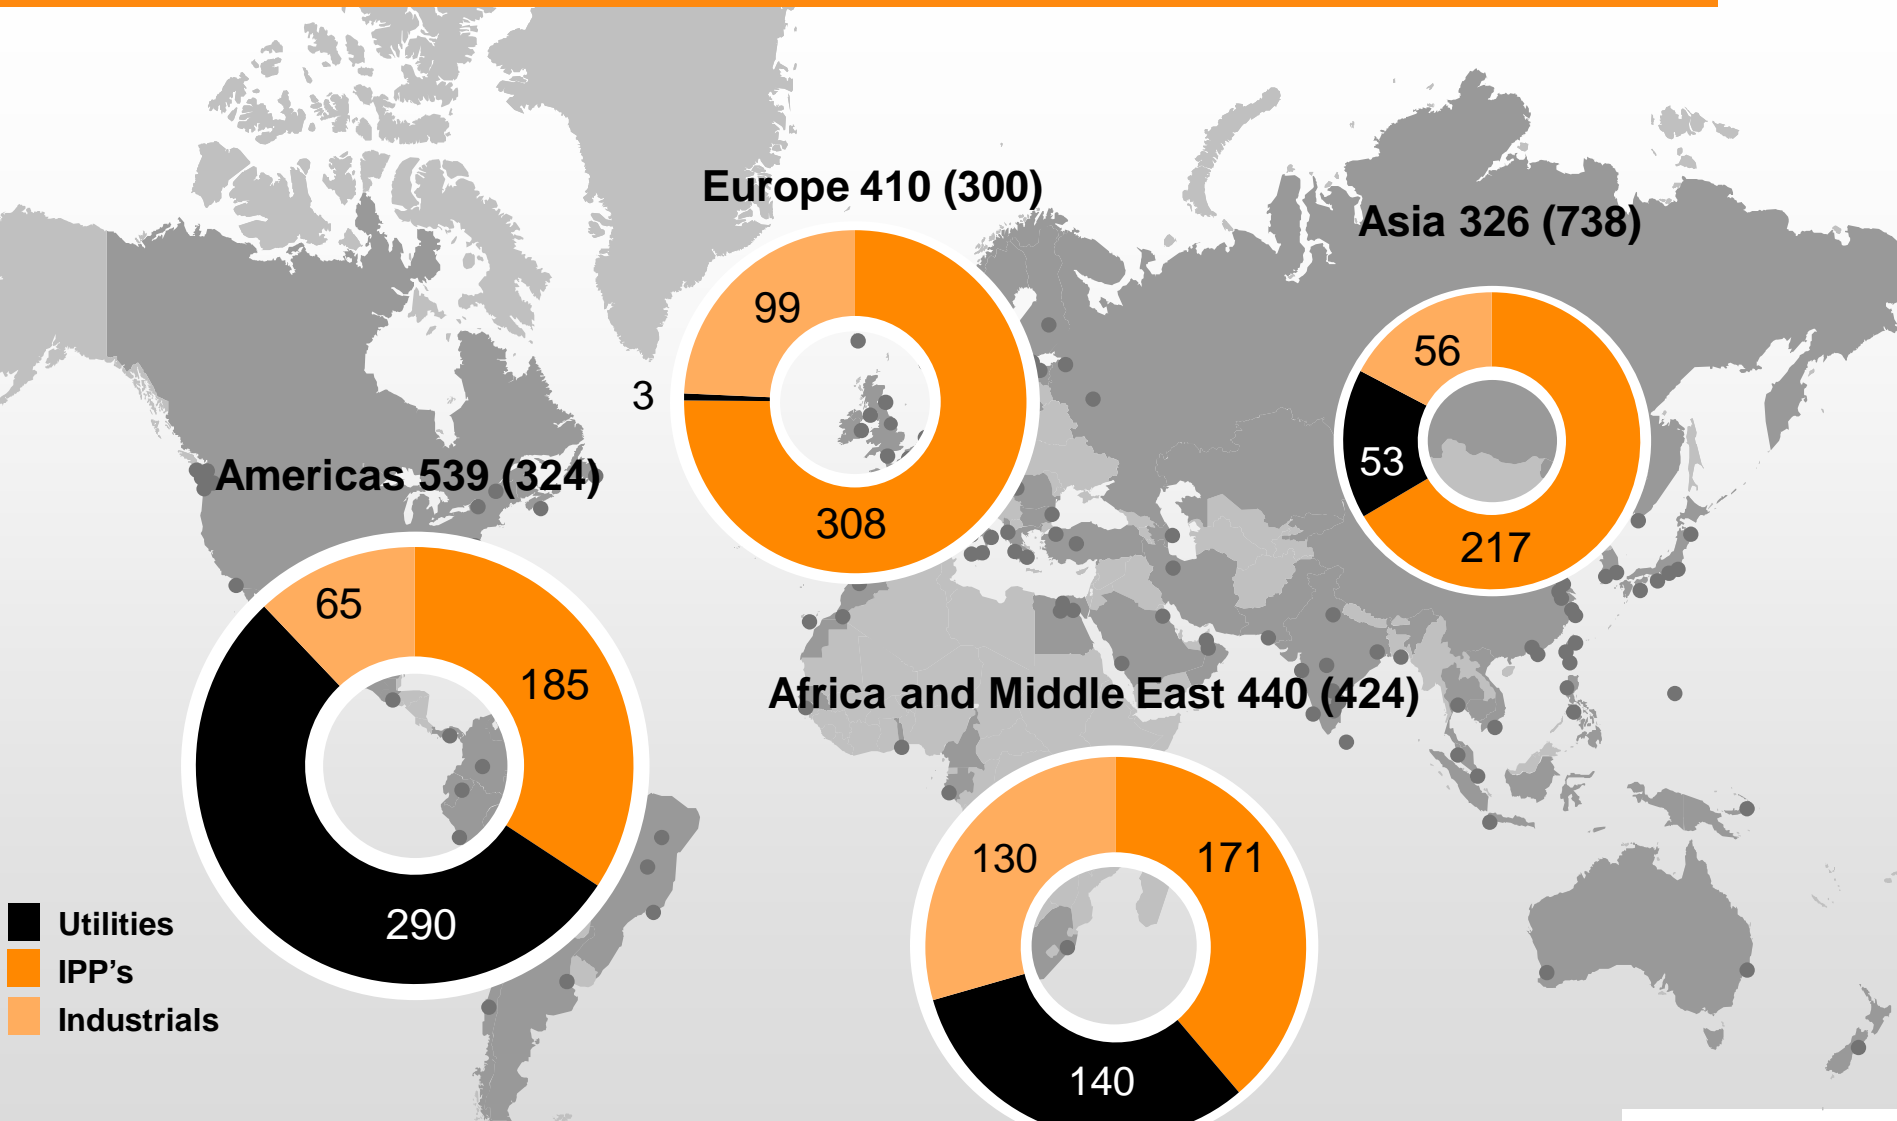 Europe 410 (300)
Asia 326 (738)
99
56
3
53
Americas 539 (324)
308
217
65
185
Africa and Middle East 440 (424)
130
171
290
Utilities
IPP's
Industrials
140